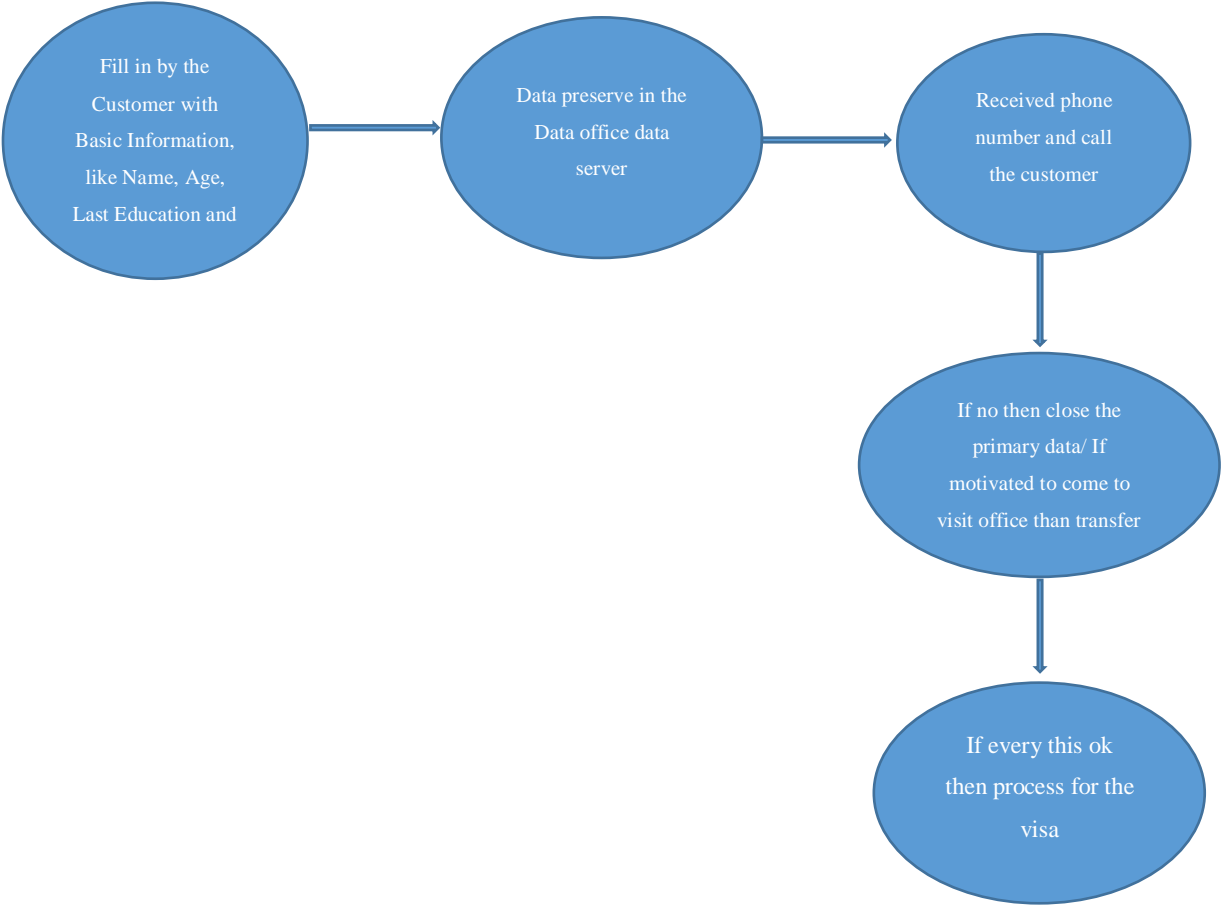 Fill in by the
Customer with
Basic Information,
like Name, Age,
Last Education and
Data preserve in the
Data office data
server
Received phone
number and call
the customer
If no then close the
primary data/ If
motivated to come to
visit office than transfer
If every this ok
then process for the
visa